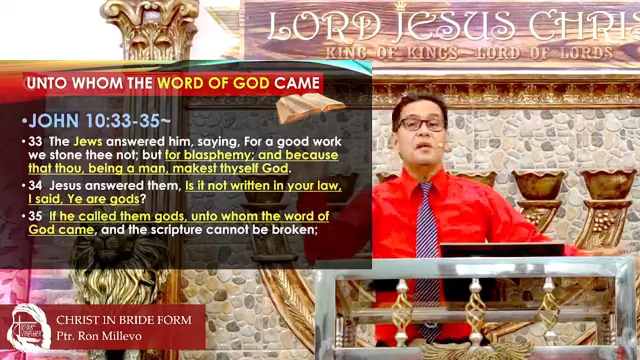 LORD JESUS CHRIS
KING OF KINGS LORD OF LORDS
UNTO WHOM THE WORD OF GOD CAME
•JOHN 10:33-35~
• 33 The Jews answered him, saying, For a good work
we stone thee not; but for blasphemy; and because
that thou, being a man, makest thyself God.
• 34 Jesus answered them, Is it not written in your law,
I said, Ye are gods?
• 35 If he called them gods, unto whom the word of
God came, and the scripture cannot be broken;
CHRIST IN BRIDE FORM
Ptr. Ron Millevo